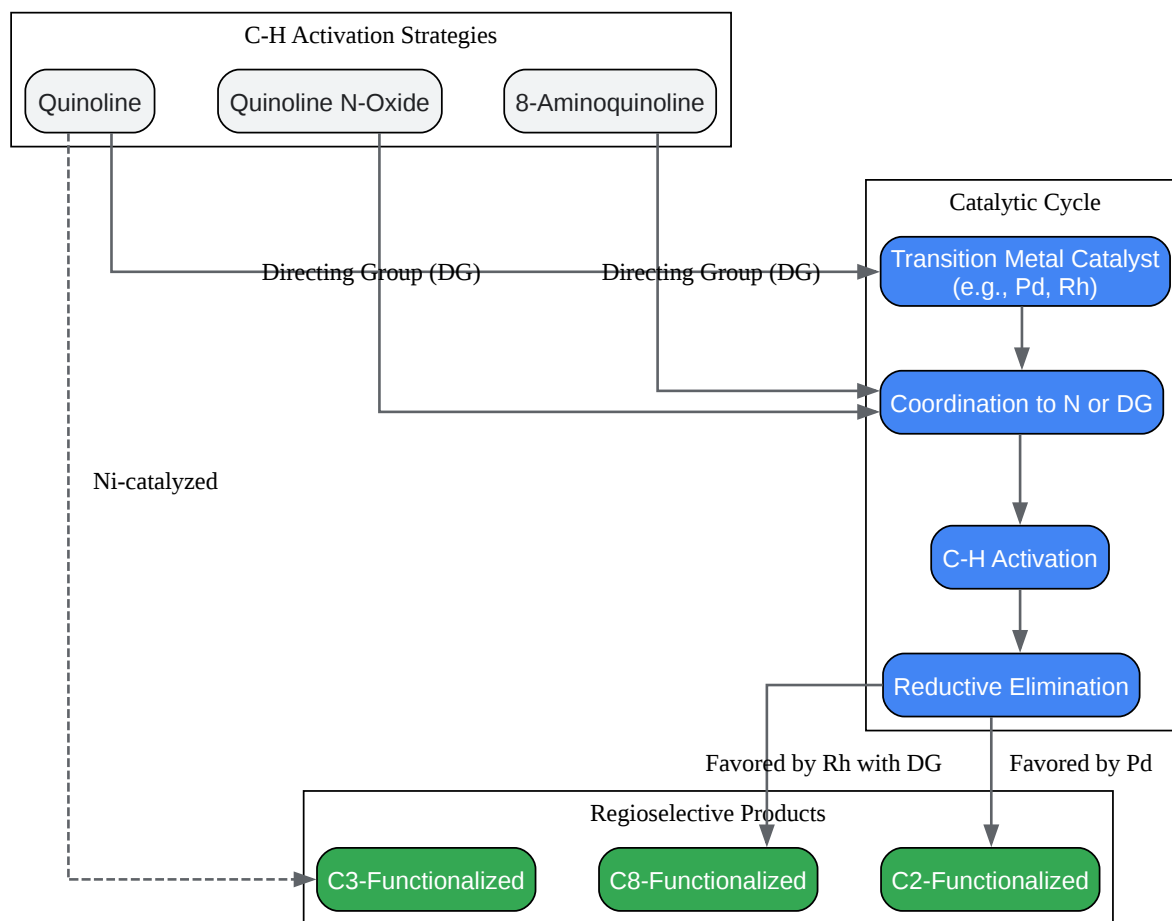 C-H Activation Strategies
Quinoline
Quinoline N-Oxide
8-Aminoquinoline
Catalytic Cycle
Transition Metal Catalyst
(e.g., Pd, Rh)
Directing Group (DG)
Directing Group (DG)
Coordination to N or DG
Ni-catalyzed
C-H Activation
Reductive Elimination
Favored by Rh with DG
Favored by Pd
Regioselective Products
C3-Functionalized
C8-Functionalized
C2-Functionalized